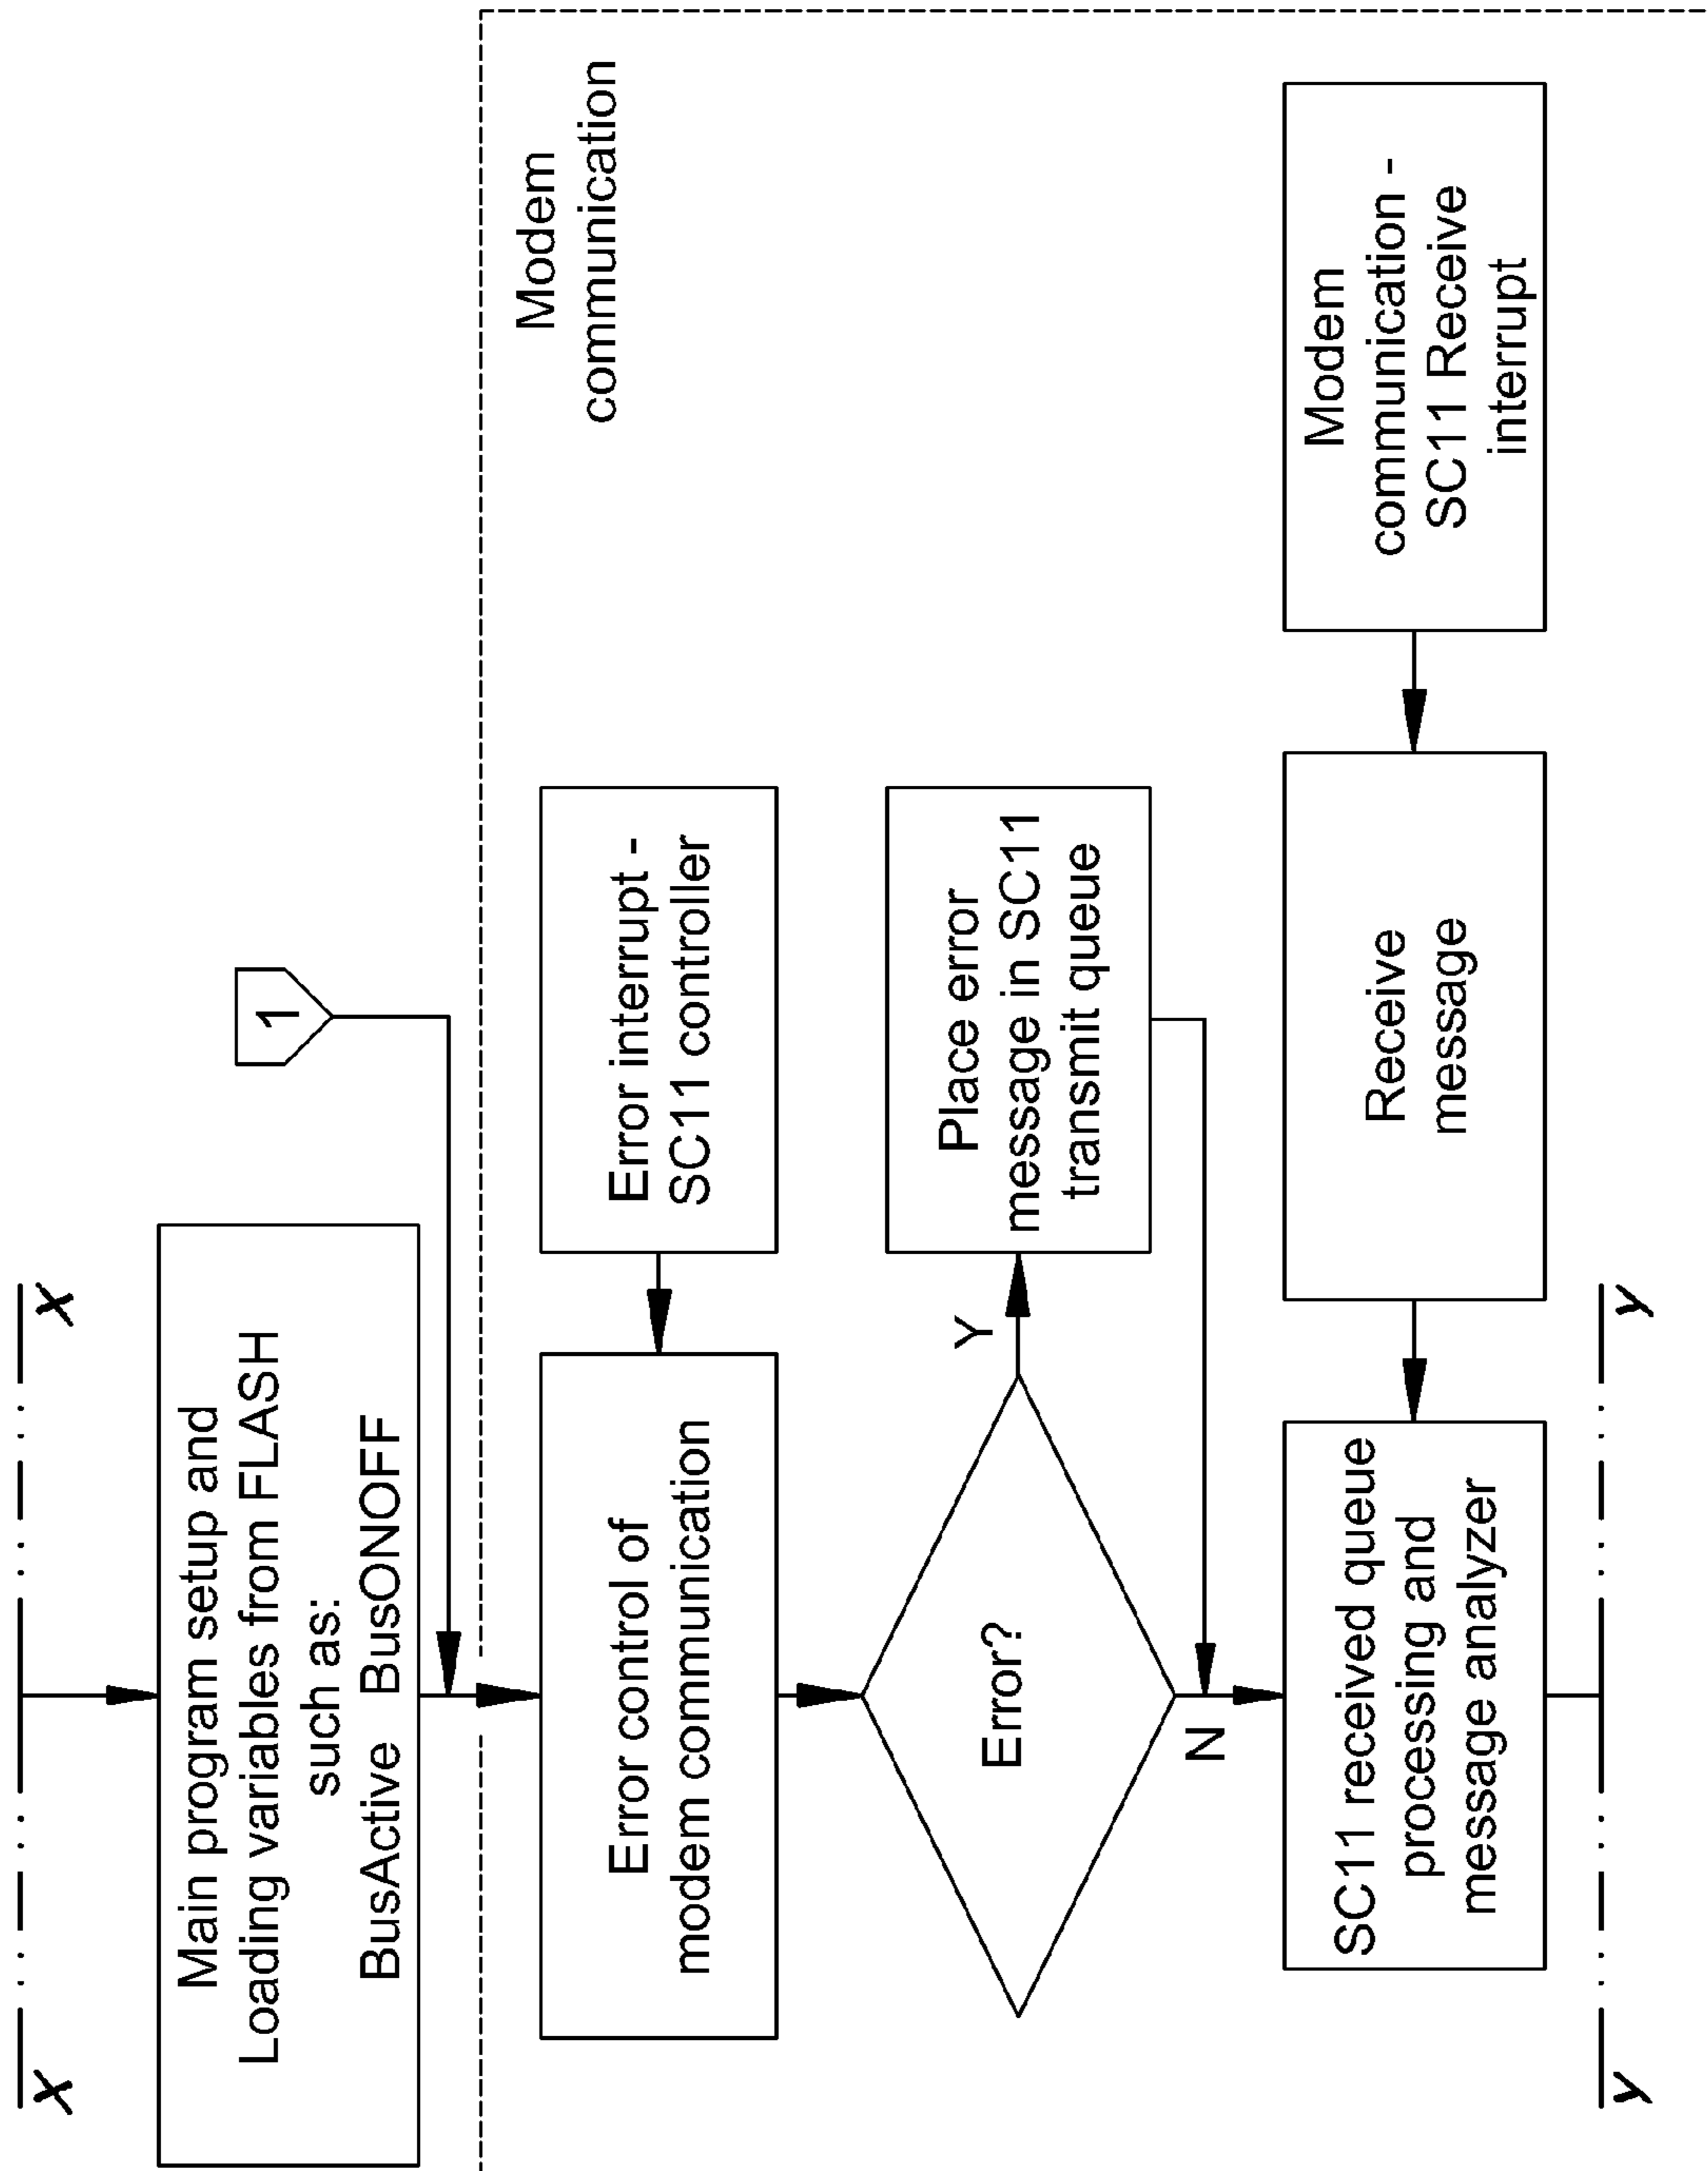 x
x
Main program setup and
Loading variables from FLASH
such as:
BusActive BusONOFF
1
Modem
communication
Error control of
modem communication
Error interrupt -
SC11 controller
Error?
Y
N
Place error
message in SC11
transmit queue
SC11 received queue
processing and
message analyzer
Receive
message
Modem
communication -
SC11 Receive
interrupt
y
y